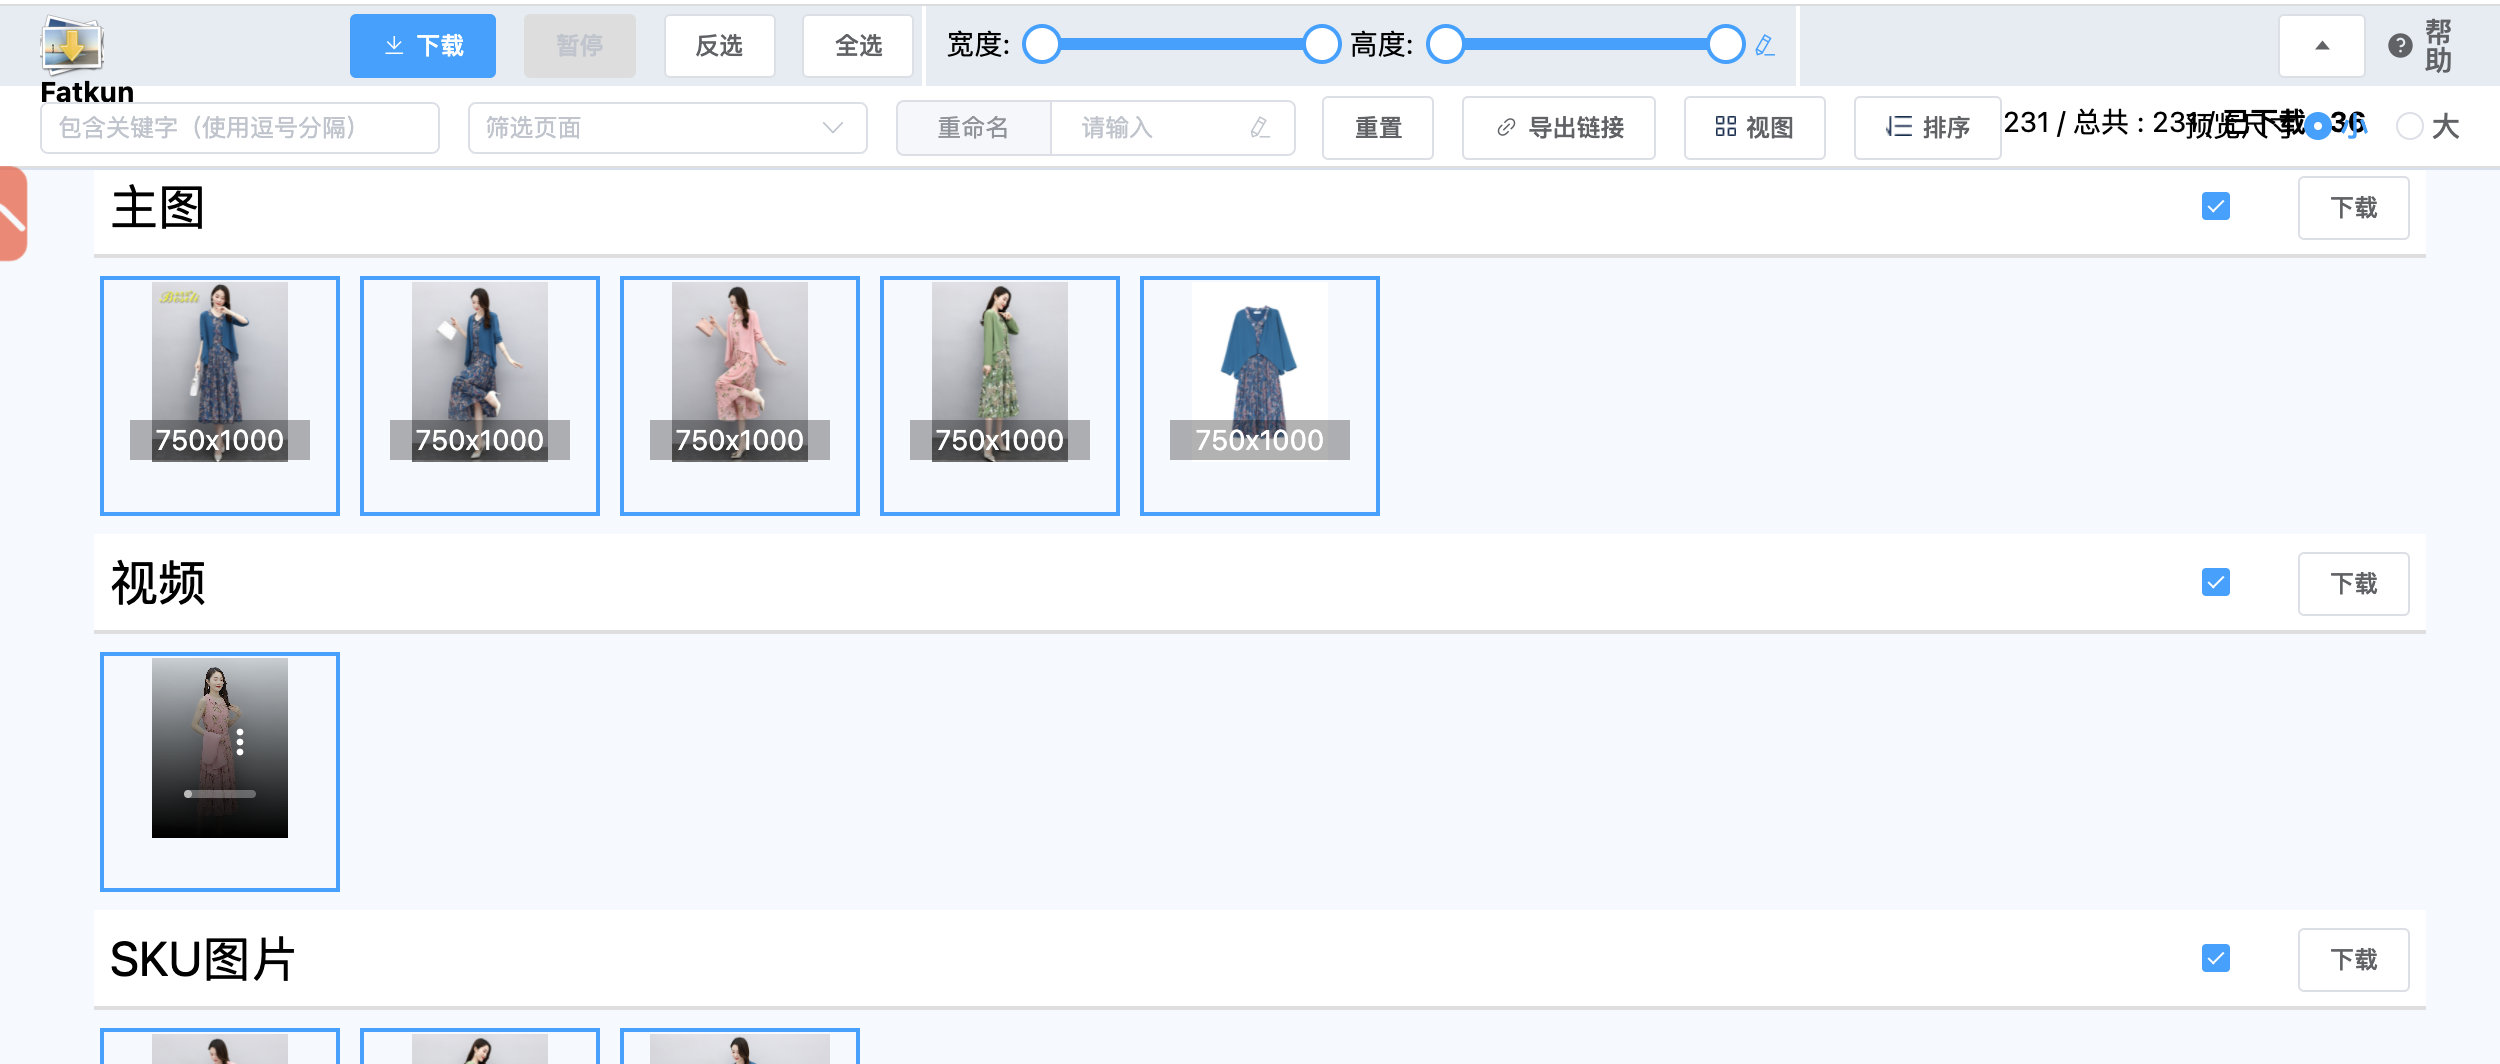 下载
暂停
反选
全选
宽度:
高度:
帮助
Fatkun
包含关键字（使用逗号分隔）
筛选页面
重命名
请输入
重置
导出链接
视图
排序
231 / 总共 : 231 / 已下载 : 36
预览尺寸
小
大
主图
下载
750x1000
750x1000
750x1000
750x1000
750x1000
视频
下载
SKU图片
下载